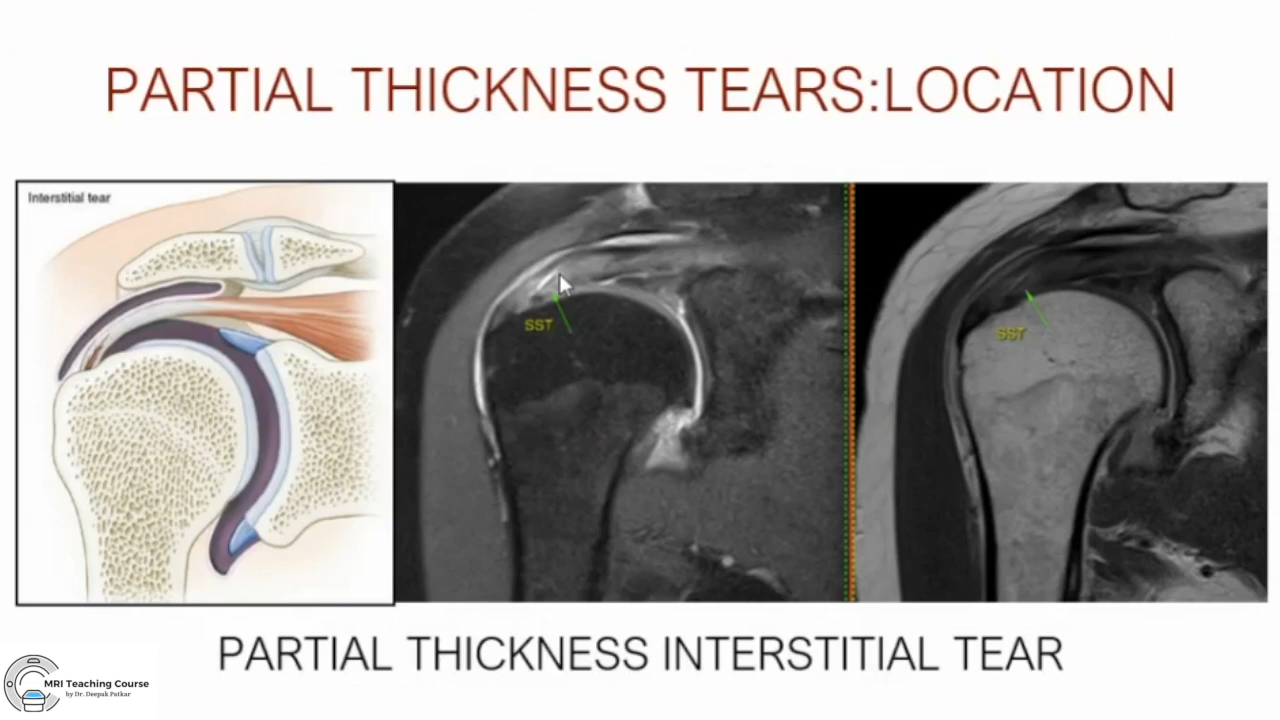 PARTIAL THICKNESS TEARS:LOCATION
Interstitial tear
SST
SST
PARTIAL THICKNESS INTERSTITIAL TEAR
MRI Teaching Course
by Dr. Deepak Patkar